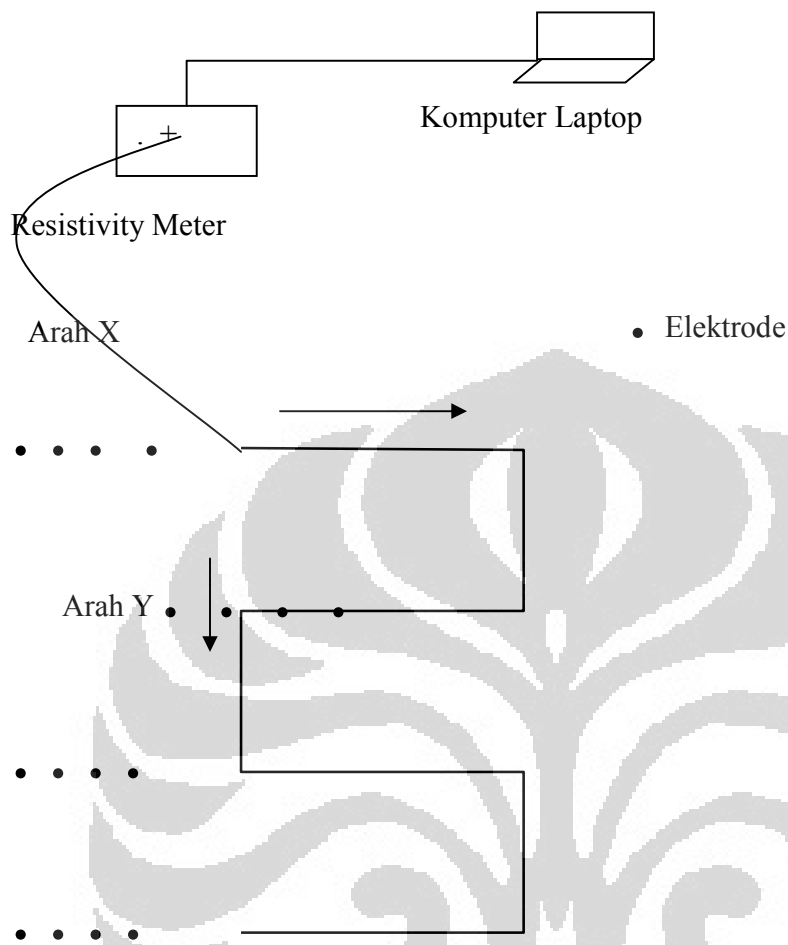 Komputer Laptop
. +
Resistivity Meter
Arah X
Elektrode
Arah Y